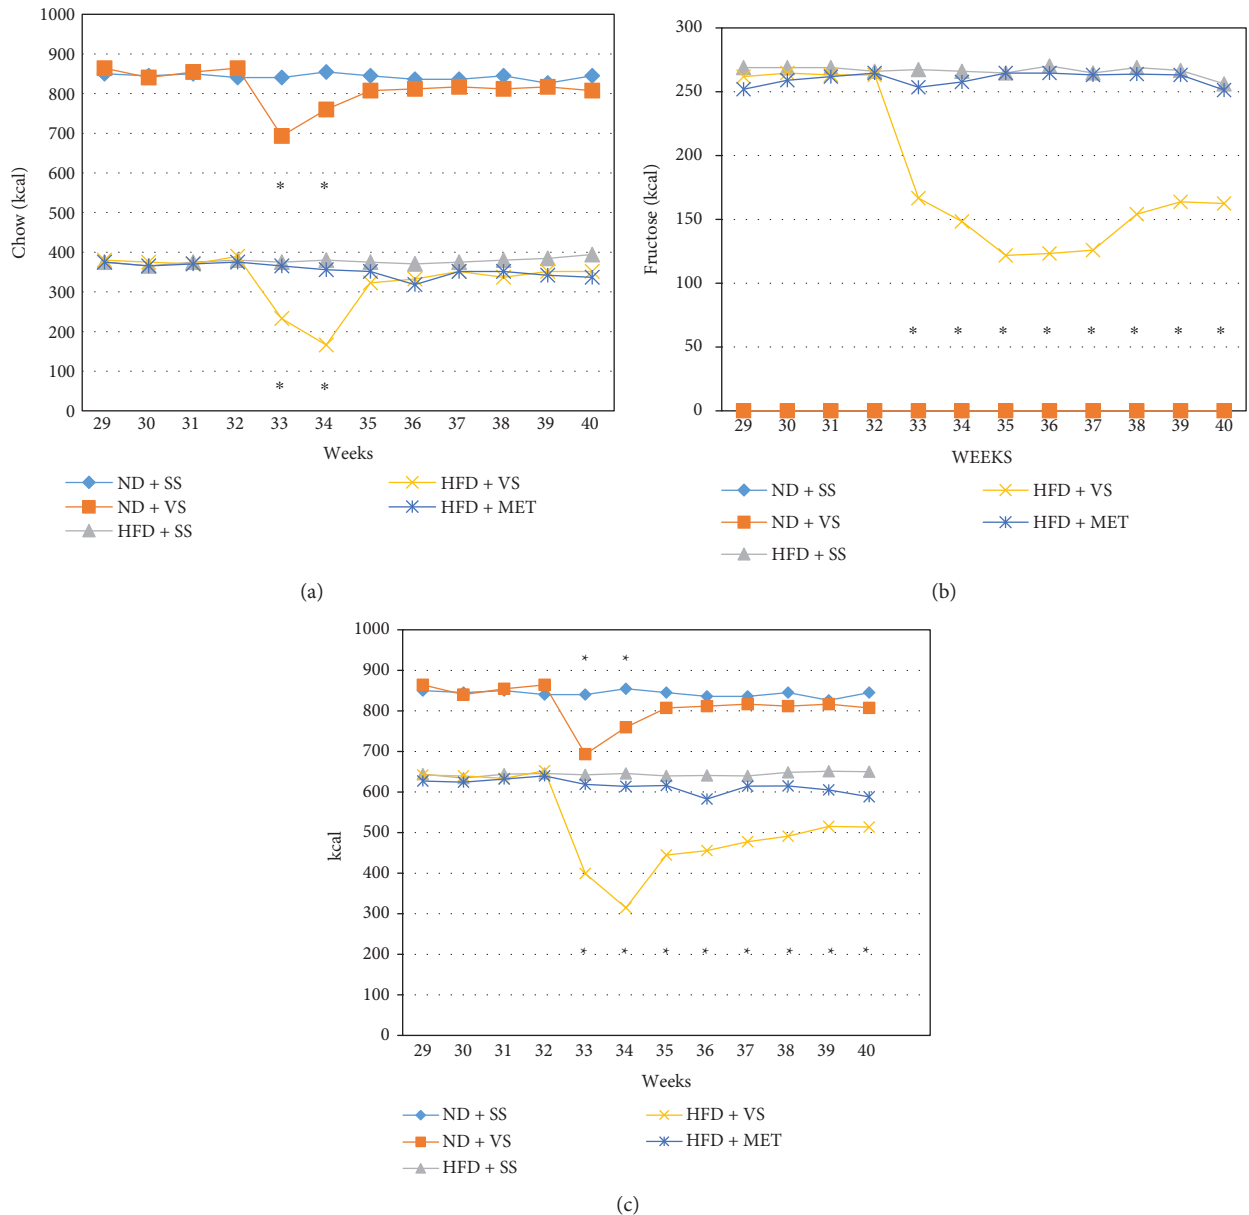 1000
900
800
700
600
500
400
300
200
100
0
Chow (kcal)
* *
* *
29 30 31 32 33 34 35 36 37 38 39 40
Weeks
ND + SS
ND + VS
HFD + SS
HFD + VS
HFD + MET
(a)
300
250
200
150
100
50
0
Fructose (kcal)
* * * * * * * *
29 30 31 32 33 34 35 36 37 38 39 40
WEEKS
ND + SS
ND + VS
HFD + SS
HFD + VS
HFD + MET
(b)
1000
900
800
700
600
500
400
300
200
100
0
kcal
* *
* * * * * * * *
29 30 31 32 33 34 35 36 37 38 39 40
Weeks
ND + SS
ND + VS
HFD + SS
HFD + VS
HFD + MET
(c)